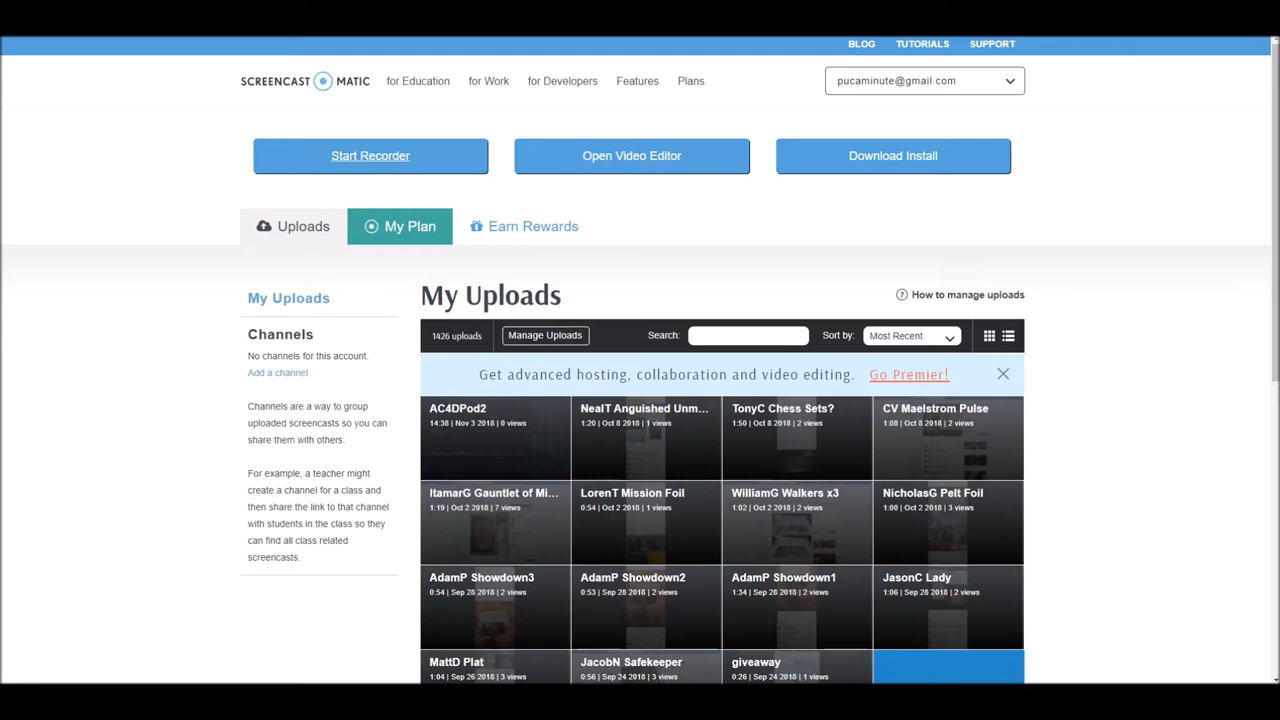 BLOG TUTORIALS SUPPORT
SCREENCAST MATIC for Education for Work for Developers Features Plans pucaminute@gmail.com
Start Recorder Open Video Editor Download Install
Uploads My Plan Earn Rewards
My Uploads
How to manage uploads
1426 uploads Manage Uploads Search: Sort by: Most Recent
Get advanced hosting, collaboration and video editing. Go Premier!
My Uploads
Channels
No channels for this account.
Add a channel
Channels are a way to group
uploaded screencasts so you can
share them with others.
For example, a teacher might
create a channel for a class and
then share the link to that channel
with students in the class so they
can find all class related
screencasts.
AC4DPod2
14:38 | Nov 3 2018 | 0 views
NealT Anguished Unm...
1:20 | Oct 8 2018 | 1 views
TonyC Chess Sets?
1:50 | Oct 8 2018 | 2 views
CV Maelstrom Pulse
1:08 | Oct 8 2018 | 2 views
ItamarG Gauntlet of Mi...
1:19 | Oct 2 2018 | 7 views
LorenT Mission Foil
0:54 | Oct 2 2018 | 1 views
WilliamG Walkers x3
1:02 | Oct 2 2018 | 2 views
NicholasG Pelt Foil
1:00 | Oct 2 2018 | 3 views
AdamP Showdown3
0:54 | Sep 28 2018 | 2 views
AdamP Showdown2
0:53 | Sep 28 2018 | 2 views
AdamP Showdown1
1:34 | Sep 28 2018 | 2 views
JasonC Lady
1:06 | Sep 28 2018 | 2 views
MattD Plat
1:04 | Sep 26 2018 | 3 views
JacobN Safekeeper
0:56 | Sep 24 2018 | 3 views
giveaway
0:26 | Sep 24 2018 | 1 views